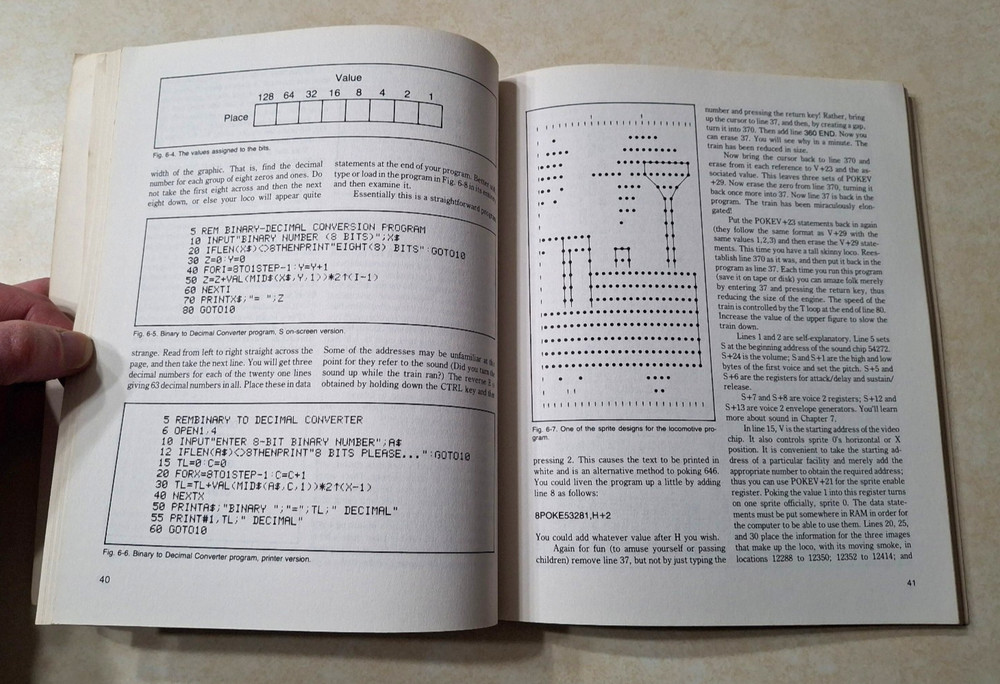 Value
128 64 32 16 8 4 2 1
Place
Fig. 6-4. The values assigned to the bits.
width of the graphic. That is, find the decimal
number for each group of eight zeros and ones. Do
not take the first eight across and then the next
eight down, or else your loco will appear quite
statements at the end of your program. Better
type or load in the program in Fig. 6-8 to its
and then examine it.
Essentially this is a straightforward
5 REM BINARY-DECIMAL CONVERSION PROGRAM
10 INPUT"BINARY NUMBER (8 BITS)";X$
20 IFLEN(X$)<>8THENPRINT"EIGHT(8) BITS":GOTO10
30 Z=0:Y=0
40 FORI=8TO1STEP-1:Y=Y+1
50 Z=Z+VAL(MID$(X$,Y,1))*2↑(I-1)
60 NEXTI
70 PRINTX$;"= ";Z
80 GOTO10
Fig. 6-5. Binary to Decimal Converter program, S on-screen version.
strange. Read from left to right straight across the
page, and then take the next line. You will get three
decimal numbers for each of the twenty one lines
giving 63 decimal numbers in all. Place these in data
Some of the addresses may be unfamiliar at
point for they refer to the sound (Did you turn the
sound up while the train ran?) The reverse is
obtained by holding down the CTRL key and
5 REMBINARY TO DECIMAL CONVERTER
6 OPEN1,4
10 INPUT"ENTER 8-BIT BINARY NUMBER";A$
12 IFLEN(A$)<>8THENPRINT"8 BITS PLEASE...":GOTO10
15 TL=0:C=0
20 FORX=8TO1STEP-1:C=C+1
30 TL=TL+VAL(MID$(A$,C,1))*2↑(X-1)
40 NEXTX
50 PRINTA$;"BINARY ";"=";TL;" DECIMAL"
55 PRINT#1,TL;" DECIMAL"
60 GOTO10
Fig. 6-6. Binary to Decimal Converter program, printer version.
40
Fig. 6-7. One of the sprite designs for the locomotive pro-
gram.
pressing 2. This causes the text to be printed in
white and is an alternative method to poking 646.
You could liven the program up a little by adding
line 8 as follows:
8POKE53281,H+2
You could add whatever value after H you wish.
Again for fun (to amuse yourself or passing
children) remove line 37, but not by just typing the
number and pressing the return key! Rather, bring
up the cursor to line 37, and then, by creating a gap,
turn it into 370. Then add line 360 END. Now you
can erase 37. You will see why in a minute. The
train has been reduced in size.
Now bring the cursor back to line 370 and
erase from it each reference to V+23 and the as-
sociated value. This leaves three sets of POKEV
+29. Now erase the zero from line 370, turning it
back once more into 37. Now line 37 is back in the
program. The train has been miraculously elon-
gated!
Put the POKEV+23 statements back in again
(they follow the same format as V+29 with the
same values 1,2,3) and then erase the V+29 state-
ments. This time you have a tall skinny loco. Rees-
tablish line 370 as it was, and then put it back in the
program as line 37. Each time you run this program
(save it on tape or disk) you can amaze folk merely
by entering 37 and pressing the return key, thus
reducing the size of the engine. The speed of the
train is controlled by the T loop at the end of line 80.
Increase the value of the upper figure to slow the
train down.
Lines 1 and 2 are self-explanatory. Line 5 sets
S at the beginning address of the sound chip 54272.
S+24 is the volume; S and S+1 are the high and low
bytes of the first voice and set the pitch. S+5 and
S+6 are the registers for attack/delay and sustain/
release.
S+7 and S+8 are voice 2 registers; S+12 and
S+13 are voice 2 envelope generators. You'll learn
more about sound in Chapter 7.
In line 15, V is the starting address of the video
chip. It also controls sprite 0's horizontal or X
position. It is convenient to take the starting ad-
dress of a particular facility and merely add the
appropriate number to obtain the required address;
thus you can use POKEV+21 for the sprite enable
register. Poking the value 1 into this register turns
on one sprite officially, sprite 0. The data state-
ments must be put somewhere in RAM in order for
the computer to be able to use them. Lines 20, 25,
and 30 place the information for the three images
that make up the loco, with its moving smoke, in
locations 12288 to 12350; 12352 to 12414; and
41